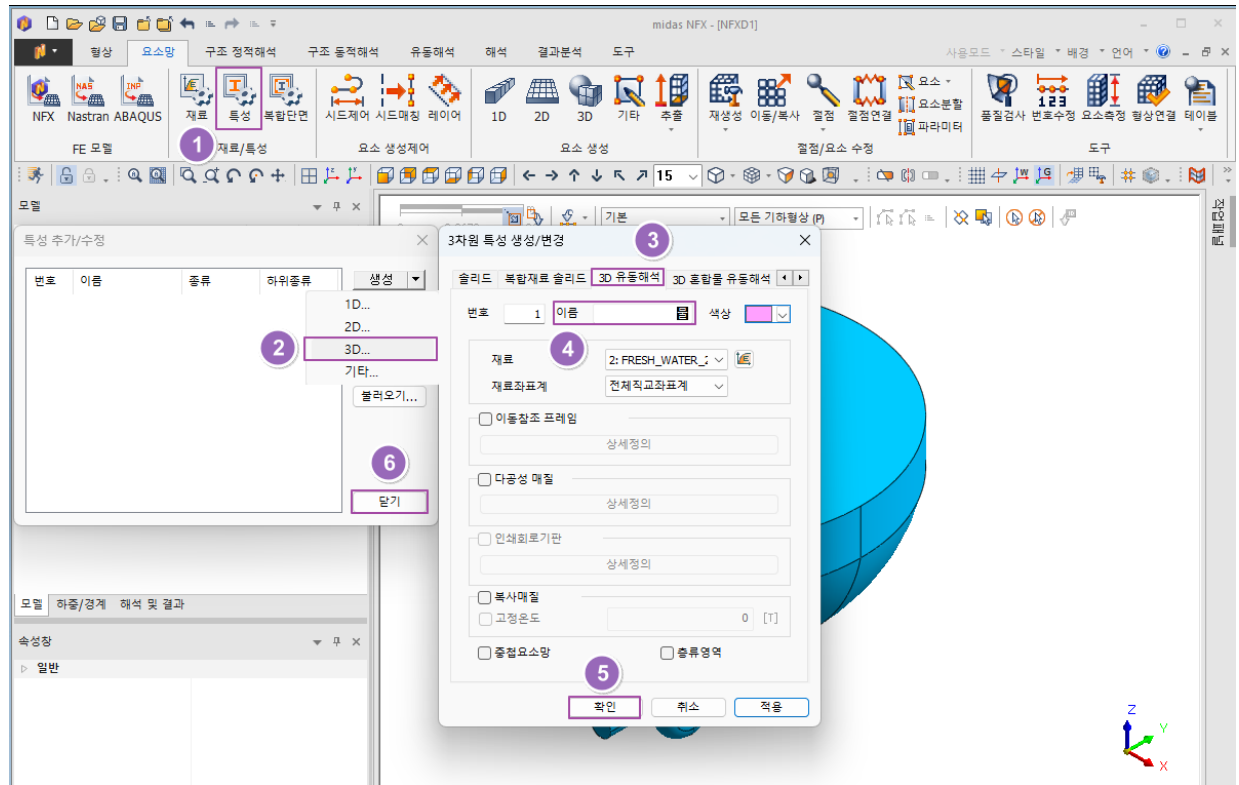 midas NFX - [NFXD1]
형상 요소망 구조 정적해석 구조 동적해석 유동해석 해석 결과분석 도구 사용모드 스타일 배경 언어
NAS INP
NFX Nastran ABAQUS 재료 특성 복합단면 시드제어 시드매칭 레이어 1D 2D 3D 기타 추출 재생성 이동/복사 절점 절점연결 요소 품질검사 번호수정 요소측정 형상연결 테이블
요소분할
파라미터
123
FE 모델 재료/특성 요소 생성제어 요소 생성 절점/요소 수정 도구
1
15
모델 작업패널
기본 모든 기하형상 (P)
특성 추가/수정
번호 이름 종류 하위종류 생성
1D...
2D...
3D...
2
기타...
불러오기...
6
닫기
3차원 특성 생성/변경
3
솔리드 복합재료 솔리드 3D 유동해석 3D 혼합물 유동해석
번호 1 이름 색상
4
재료 2: FRESH_WATER_2
재료좌표계 전체직교좌표계
이동참조 프레임
상세정의
다공성 매질
상세정의
인쇄회로기판
상세정의
복사매질
고정온도 0 [T]
중첩요소망 층류영역
5
확인 취소 적용
모델 하중/경계 해석 및 결과
속성창
일반
Z
Y
X